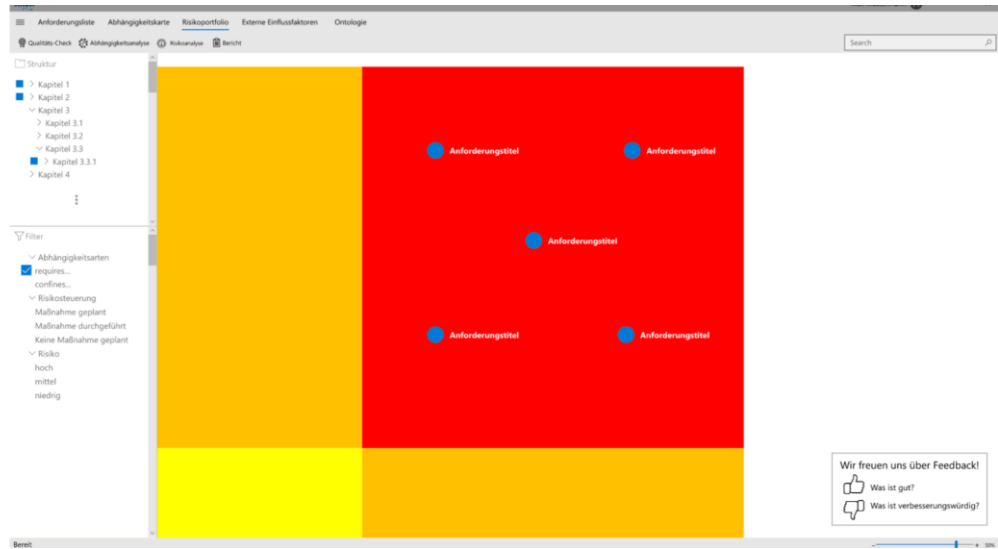 Anforderungsliste Abhängigkeitskarte Risikoportfolio Externe Einflussfaktoren Ontologie
Qualitäts-Check Abhängigkeitsanalyse Risikoanalyse Bericht Search
Struktur
Kapitel 1
Kapitel 2
Kapitel 3
Kapitel 3.1
Kapitel 3.2
Kapitel 3.3
Kapitel 3.3.1
Kapitel 4
Filter
Abhängigkeitsarten
requires...
confines...
Risikosteuerung
Maßnahme geplant
Maßnahme durchgeführt
Keine Maßnahme geplant
Risiko
hoch
mittel
niedrig
Anforderungstitel Anforderungstitel
Anforderungstitel
Anforderungstitel Anforderungstitel
Wir freuen uns über Feedback!
Was ist gut?
Was ist verbesserungswürdig?
Bereit - + 50%